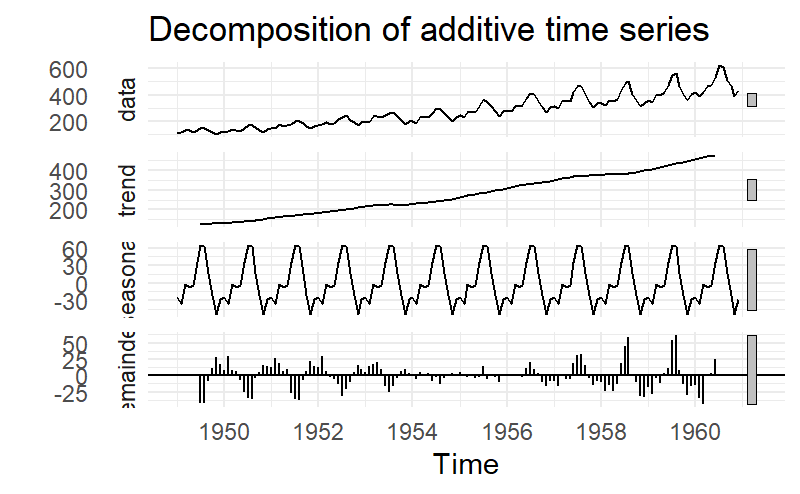 Decomposition of additive time series
600
400
200
data
400
300
200
trend
60
30
0
-30
easona
50
25
0
-25
emainde
1950 1952 1954 1956 1958 1960
Time